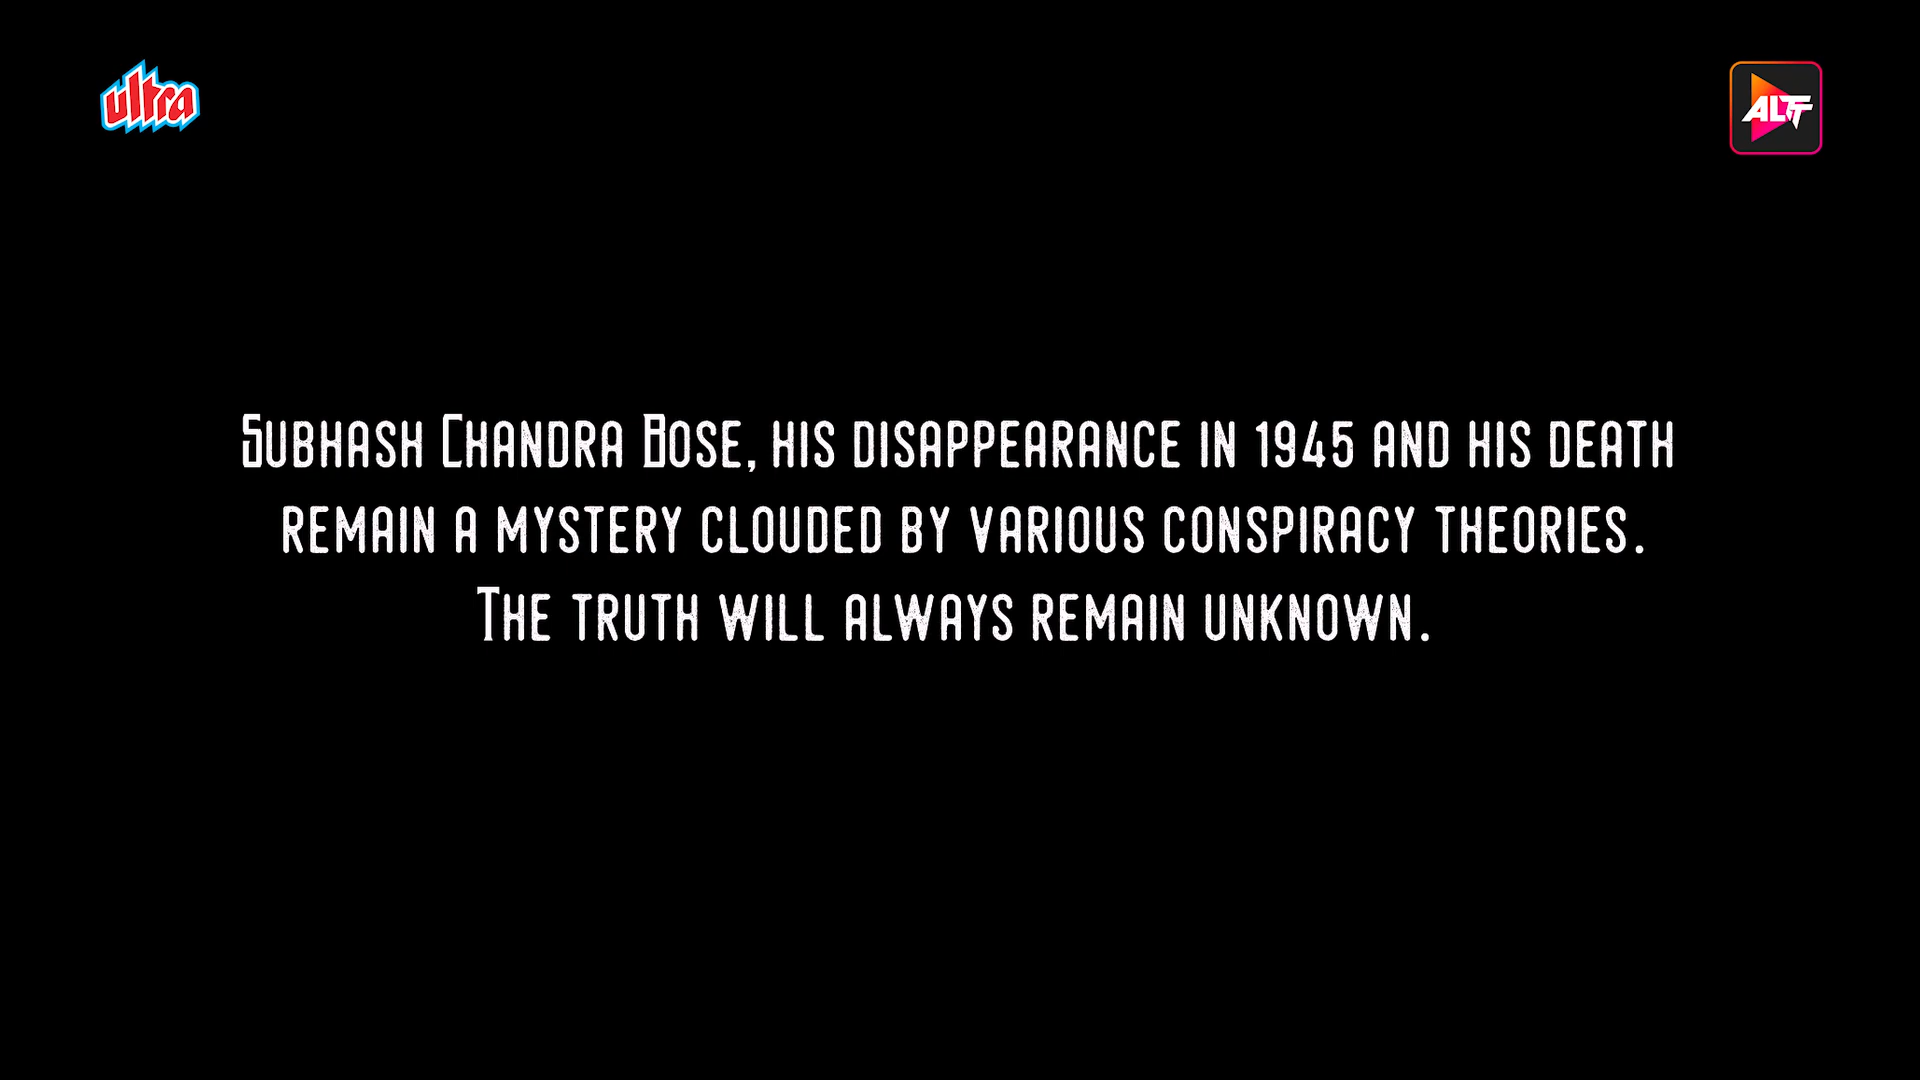 ultra
ALTT
Subhash Chandra Bose, his disappearance in 1945 and his death
remain a mystery clouded by various conspiracy theories.
The truth will always remain unknown.